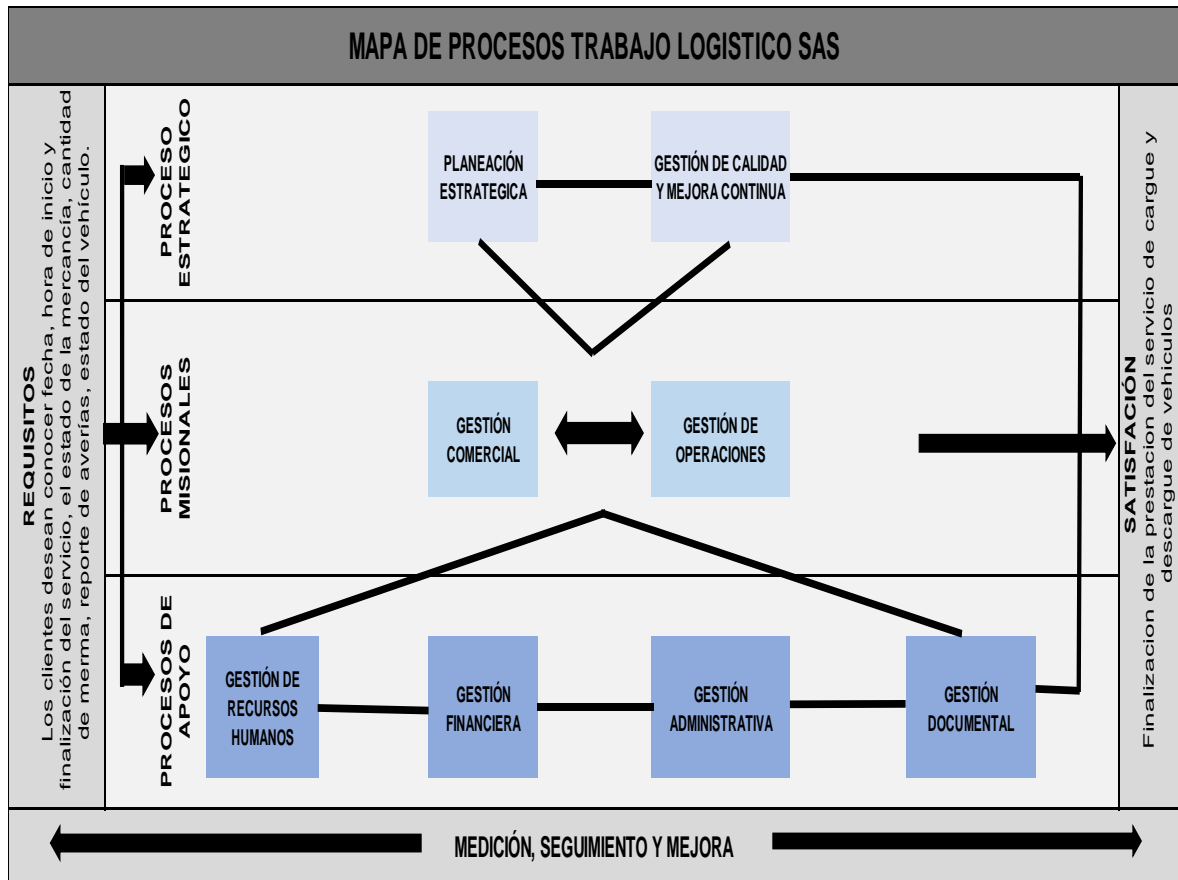 MAPA DE PROCESOS TRABAJO LOGISTICO SAS
REQUISITOS
Los clientes desean conocer fecha, hora de inicio y
finalización del servicio, el estado de la mercancía, cantidad
de merma, reporte de averías, estado del vehículo.
PROCESO
ESTRATEGICO
PLANEACIÓN
ESTRATEGICA
GESTIÓN DE CALIDAD
Y MEJORA CONTINUA
PROCESOS
MISIONALES
GESTIÓN
COMERCIAL
GESTIÓN DE
OPERACIONES
PROCESOS DE
APOYO
GESTIÓN DE
RECURSOS
HUMANOS
GESTIÓN
FINANCIERA
GESTIÓN
ADMINISTRATIVA
GESTIÓN
DOCUMENTAL
SATISFACIÓN
Finalizacion de la prestacion del servicio de cargue y
descargue de vehiculos
MEDICIÓN, SEGUIMIENTO Y MEJORA